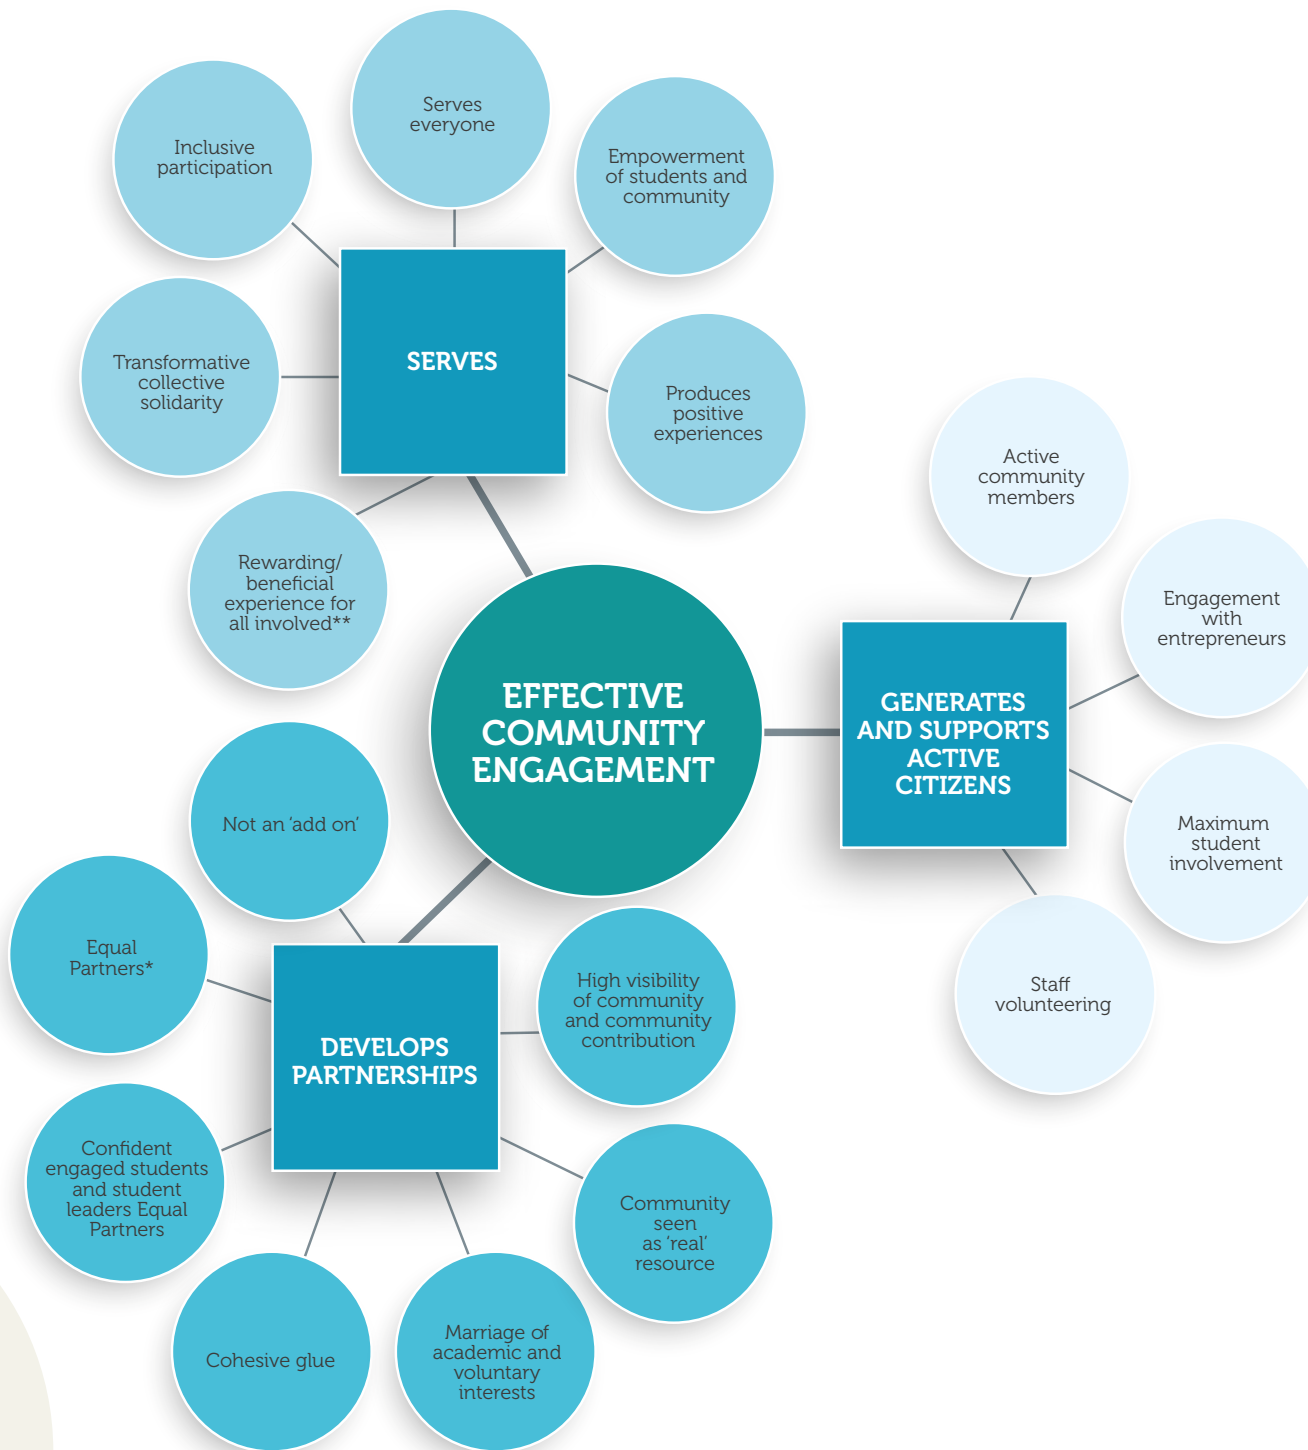 Serves
everyone
Inclusive
participation
Empowerment
of students and
community
SERVES
Transformative
collective
solidarity
Produces
positive
experiences
Rewarding/
beneficial
experience for
all involved**
EFFECTIVE
COMMUNITY
ENGAGEMENT
Active
community
members
Engagement
with
entrepreneurs
GENERATES
AND SUPPORTS
ACTIVE
CITIZENS
Maximum
student
involvement
Staff
volunteering
Not an ‘add on’
Equal
Partners*
High visibility
of community
and community
contribution
DEVELOPS
PARTNERSHIPS
Confident
engaged students
and student
leaders Equal
Partners
Community
seen
as ‘real’
resource
Cohesive glue
Marriage of
academic and
voluntary
interests